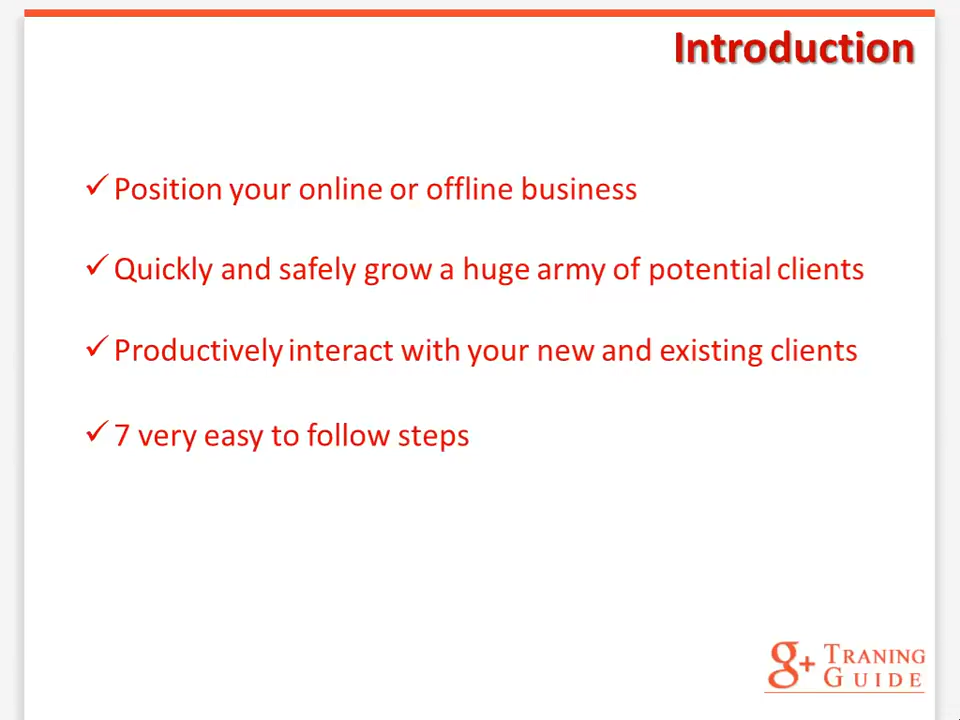 Introduction
✓ Position your online or offline business
✓ Quickly and safely grow a huge army of potential clients
✓ Productively interact with your new and existing clients
✓ 7 very easy to follow steps
g+ TRANING
GUIDE